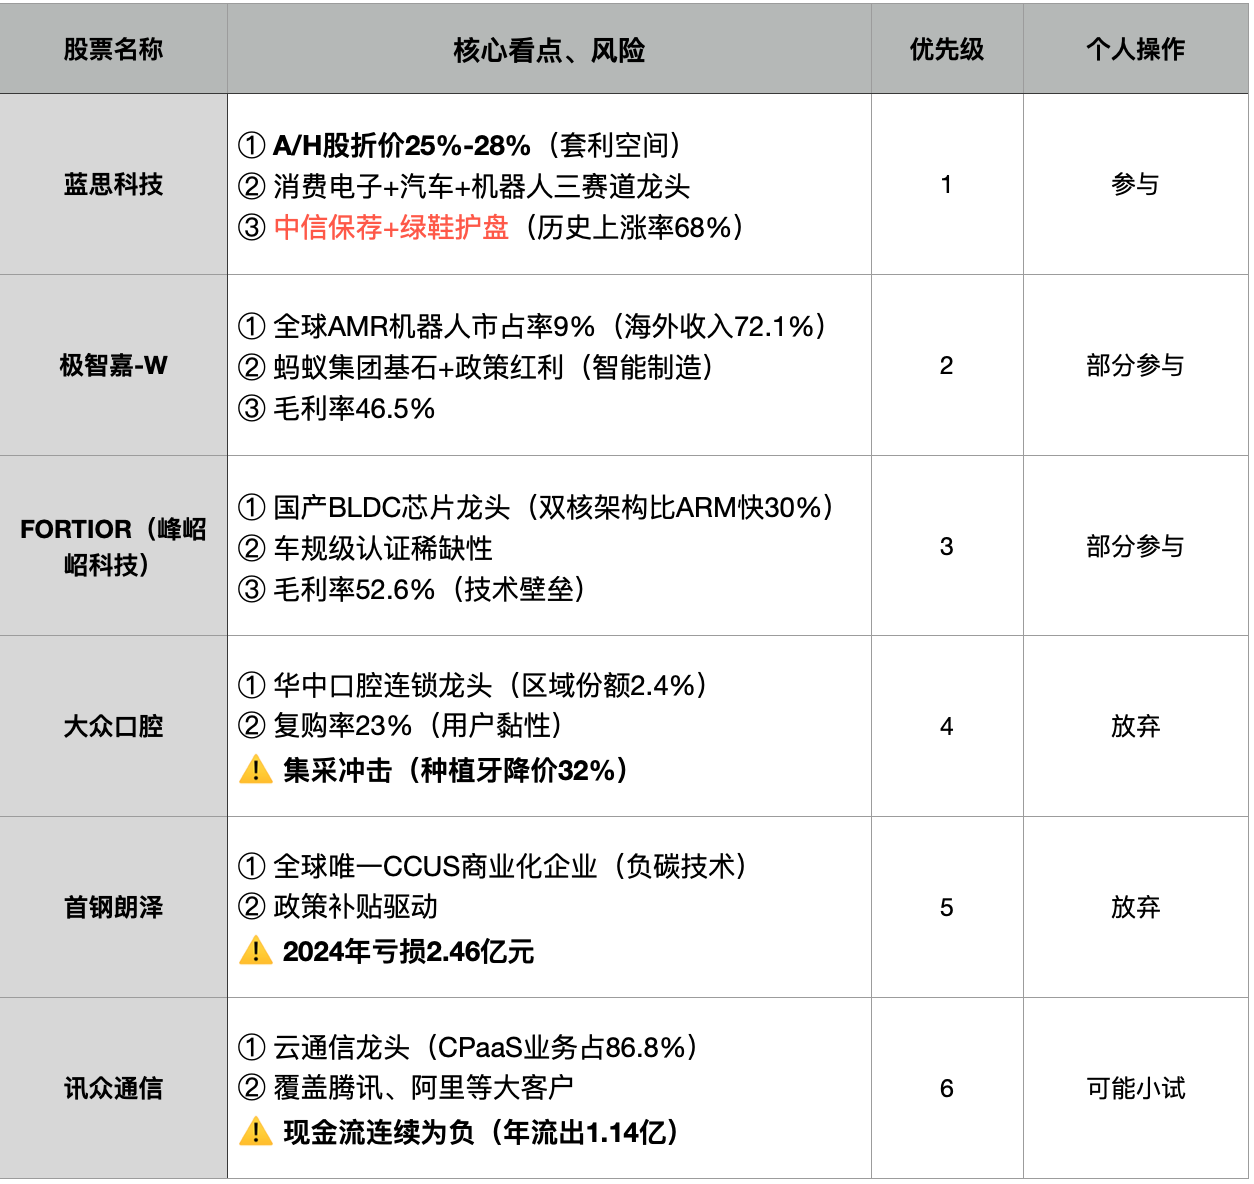 股票名称
核心看点、风险
优先级
个人操作
蓝思科技
① A/H股折价25%-28%（套利空间）
② 消费电子+汽车+机器人三赛道龙头
③ 中信保荐+绿鞋护盘（历史上涨率68%）
1
参与
极智嘉-W
① 全球AMR机器人市占率9%（海外收入72.1%）
② 蚂蚁集团基石+政策红利（智能制造）
③ 毛利率46.5%
2
部分参与
FORTIOR（峰岹
岹科技）
① 国产BLDC芯片龙头（双核架构比ARM快30%）
② 车规级认证稀缺性
③ 毛利率52.6%（技术壁垒）
3
部分参与
大众口腔
① 华中口腔连锁龙头（区域份额2.4%）
② 复购率23%（用户黏性）
⚠️ 集采冲击（种植牙降价32%）
4
放弃
首钢朗泽
① 全球唯一CCUS商业化企业（负碳技术）
② 政策补贴驱动
⚠️ 2024年亏损2.46亿元
5
放弃
讯众通信
① 云通信龙头（CPaaS业务占86.8%）
② 覆盖腾讯、阿里等大客户
⚠️ 现金流连续为负（年流出1.14亿）
6
可能小试